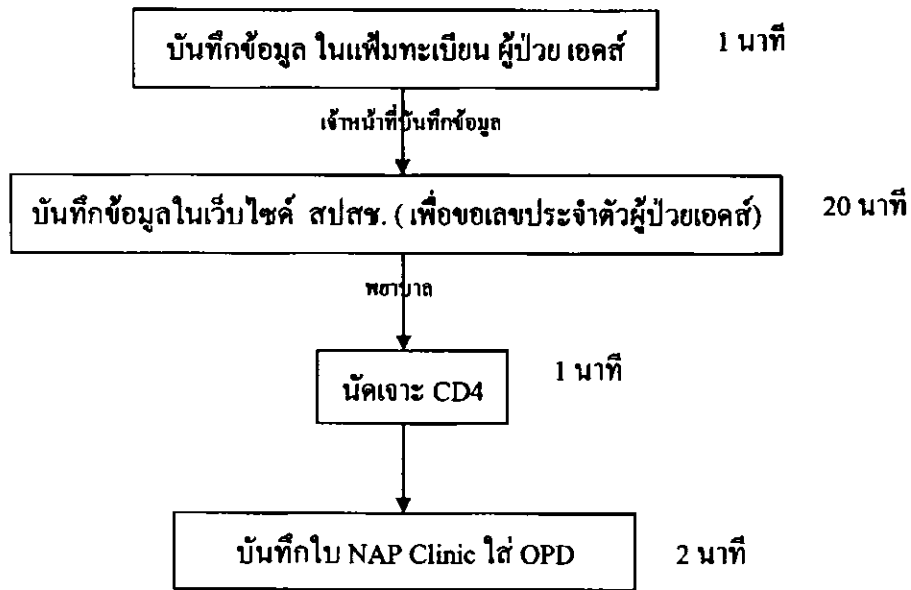 บันทึกข้อมูล ในแฟ้มทะเบียน ผู้ป่วย เอดส์ 1 นาที
เจ้าหน้าที่บันทึกข้อมูล
บันทึกข้อมูลในเว็บไซค์ สปสช. ( เพื่อขอเลขประจำตัวผู้ป่วยเอดส์) 20 นาที
พยาบาล
นัดเจาะ CD4 1 นาที
บันทึกใบ NAP Clinic ใส่ OPD 2 นาที